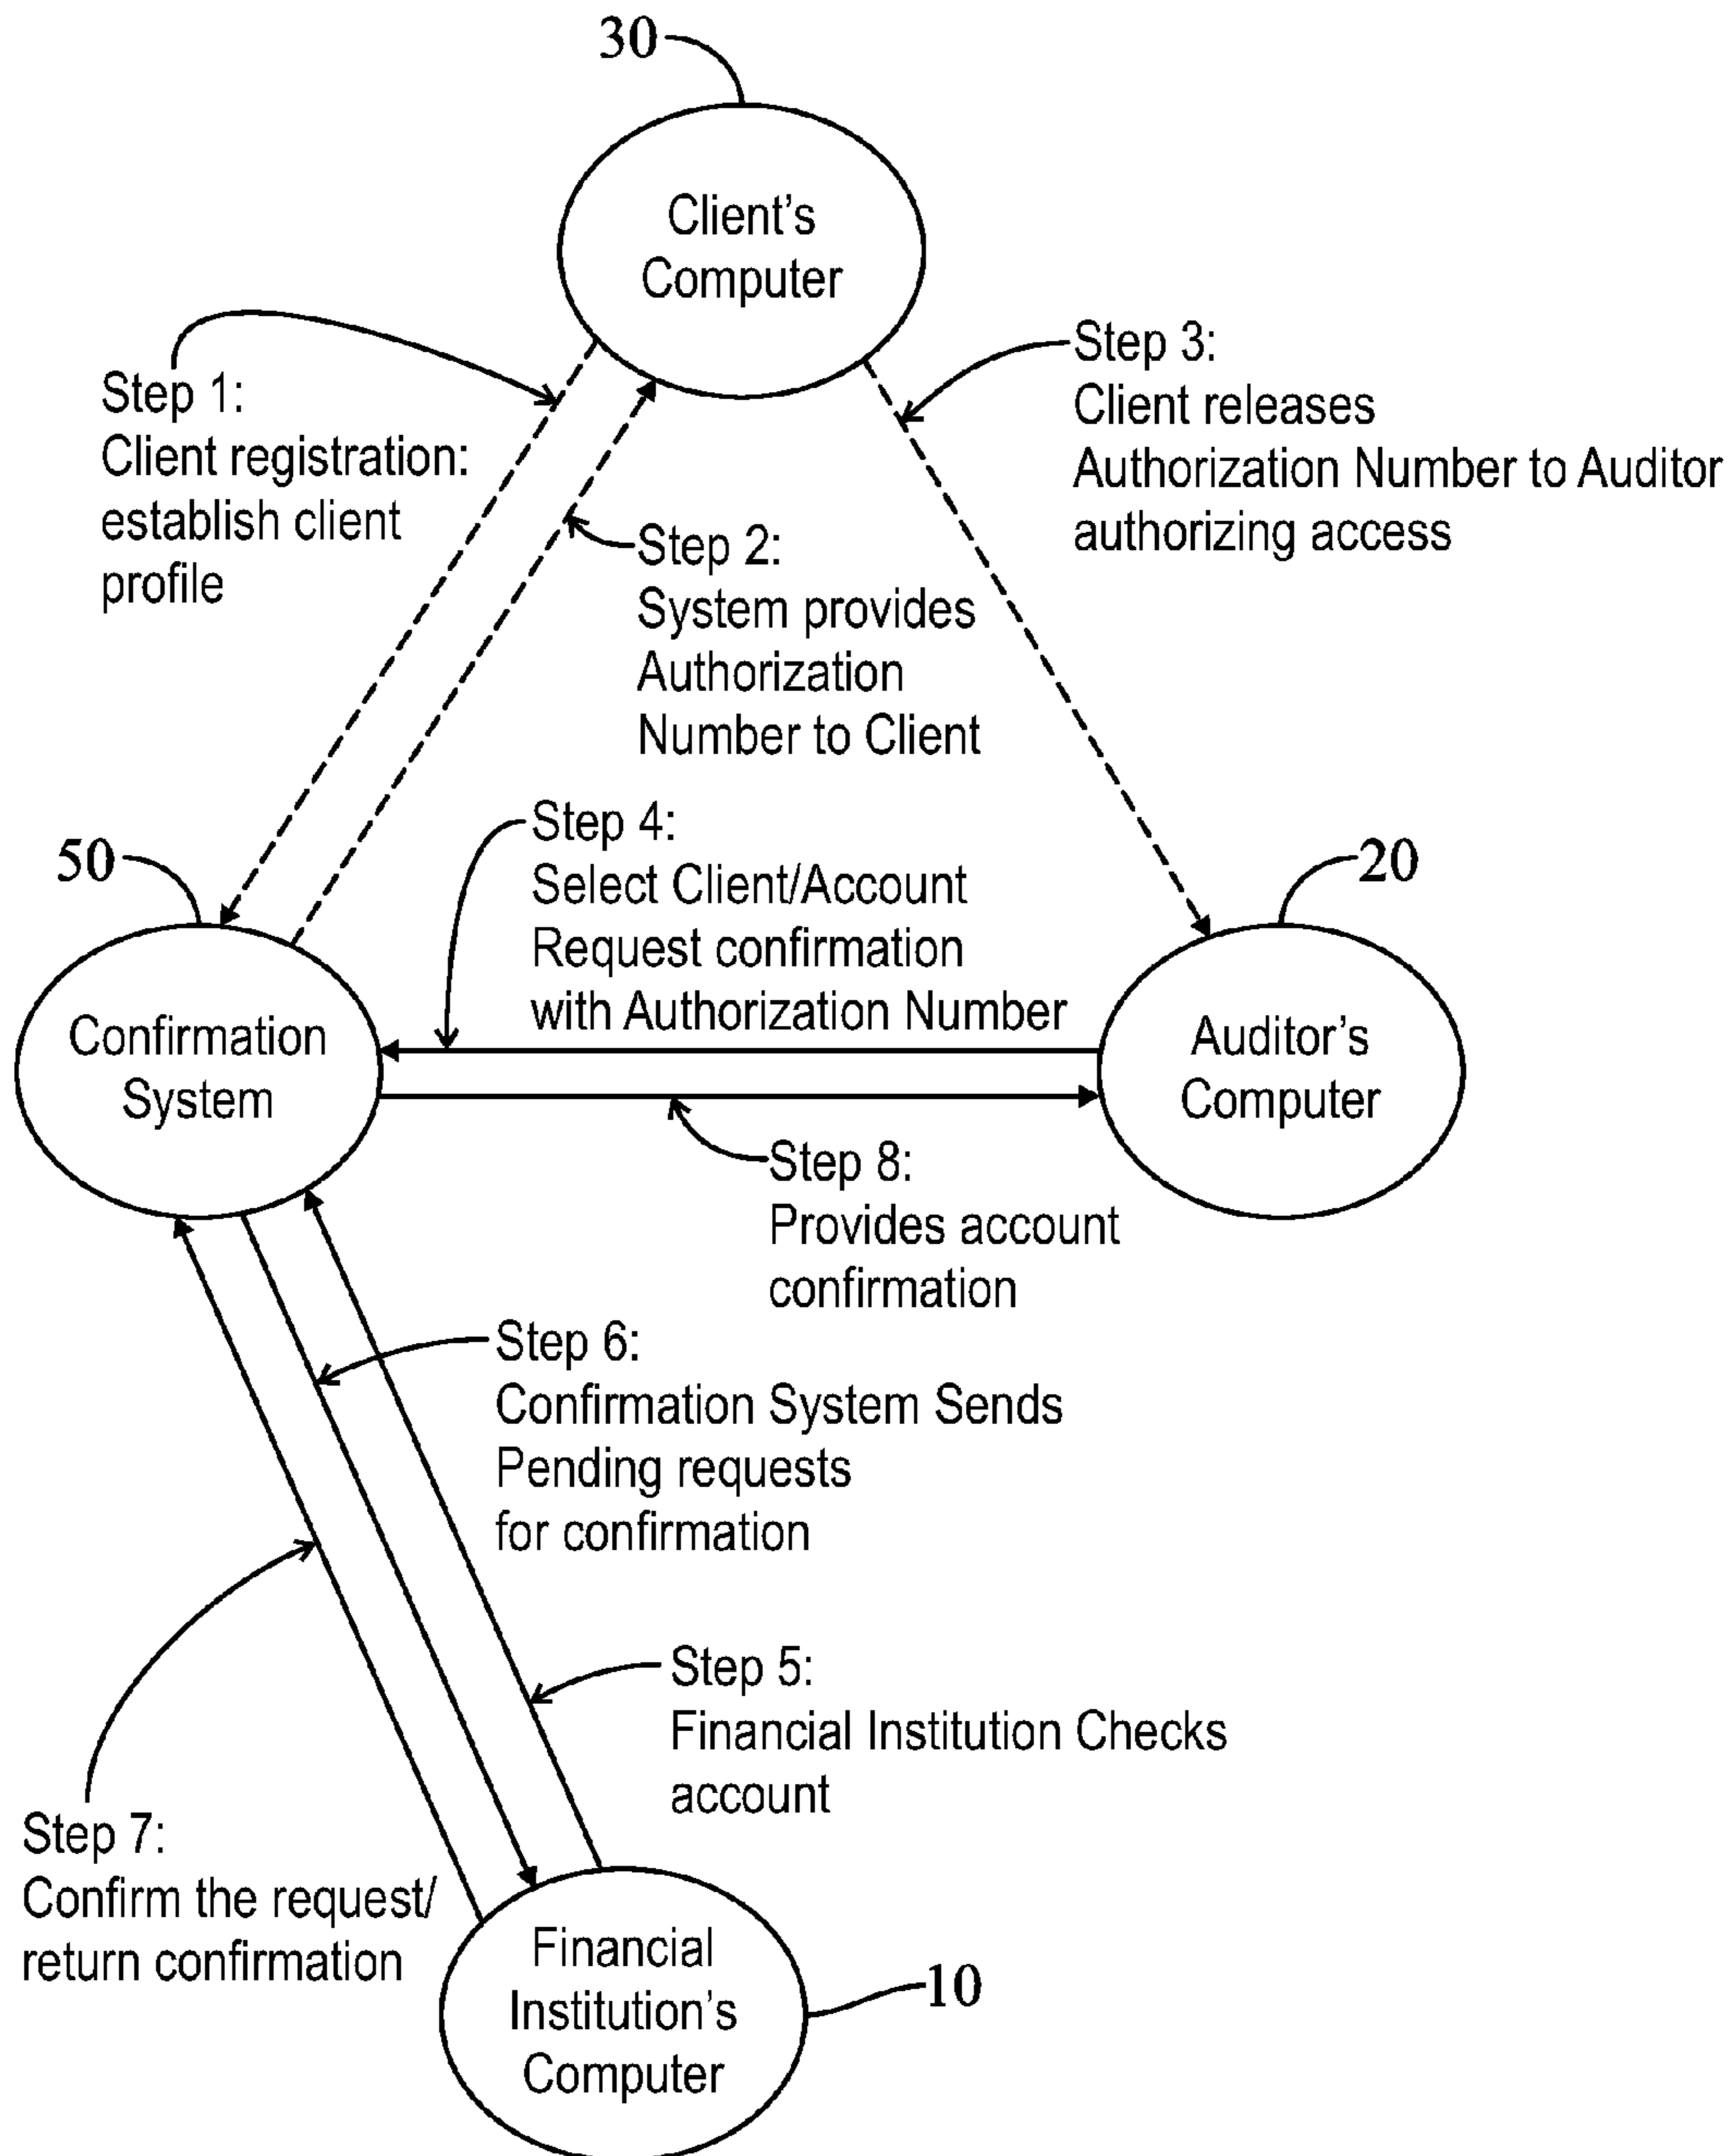 30
Client's
Computer
Step 1:
Client registration:
establish client
profile
Step 2:
System provides
Authorization
Number to Client
Step 3:
Client releases
Authorization Number to Auditor
authorizing access
50
Confirmation
System
Step 4:
Select Client/Account
Request confirmation
with Authorization Number
20
Auditor's
Computer
Step 8:
Provides account
confirmation
Step 6:
Confirmation System Sends
Pending requests
for confirmation
Step 5:
Financial Institution Checks
account
Step 7:
Confirm the request/
return confirmation
Financial
Institution's
Computer
10